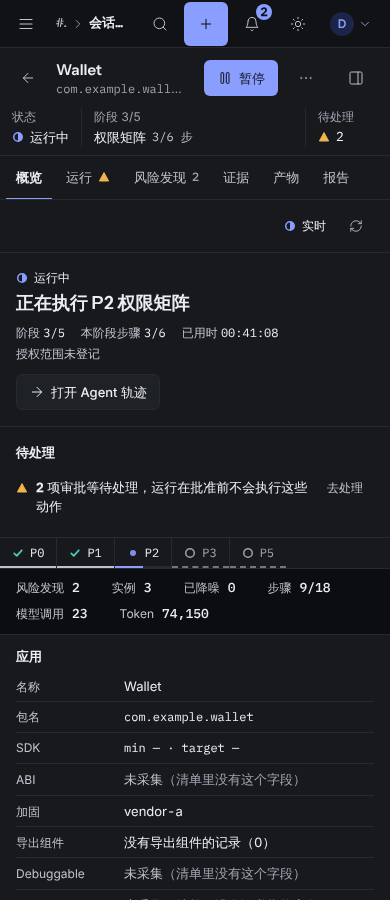 #.
会话…
2
D
Wallet
com.example.wall…
暂停
状态
运行中
阶段 3/5
权限矩阵 3/6 步
待处理
2
概览
运行
风险发现 2
证据
产物
报告
实时
运行中
正在执行 P2 权限矩阵
阶段 3/5 本阶段步骤 3/6 已用时 00:41:08
授权范围未登记
打开 Agent 轨迹
待处理
2 项审批等待处理，运行在批准前不会执行这些
动作
去处理
P0
P1
P2
P3
P5
风险发现 2 实例 3 已降噪 0 步骤 9/18
模型调用 23 Token 74,150
应用
名称 Wallet
包名 com.example.wallet
SDK min — · target —
ABI 未采集（清单里没有这个字段）
加固 vendor-a
导出组件 没有导出组件的记录（0）
Debuggable 未采集（清单里没有这个字段）